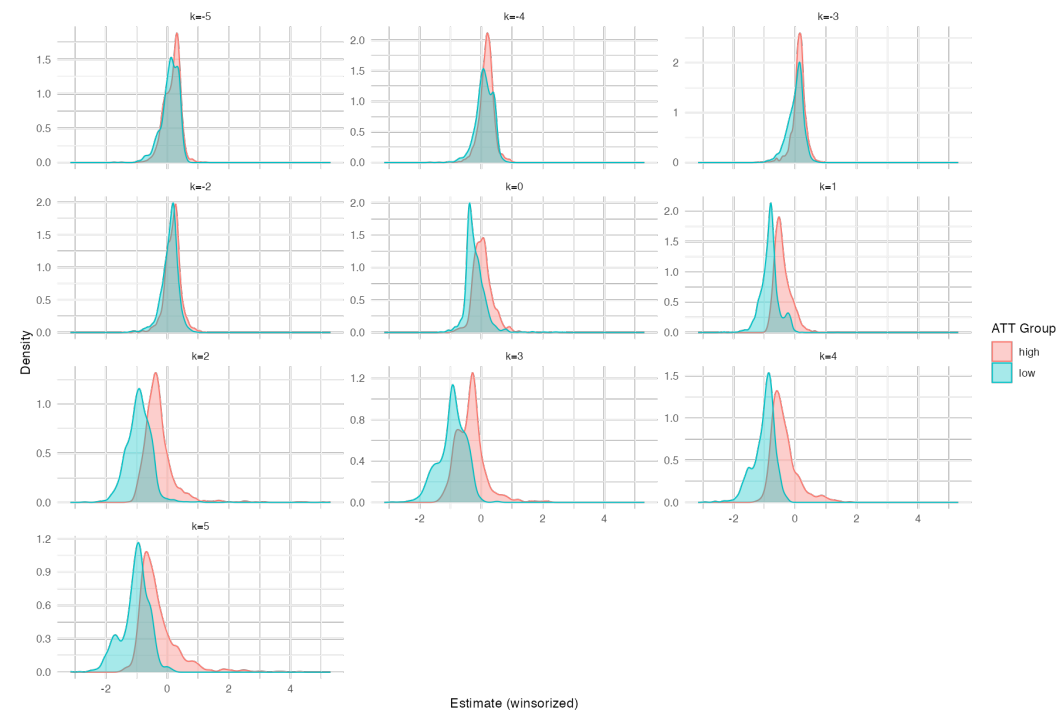 k=-5 k=-4 k=-3
1.5 1.0 0.5 0.0
2.0 1.5 1.0 0.5 0.0
2 1 0
k=-2 k=0 k=1
2.0 1.5 1.0 0.5 0.0
2.0 1.5 1.0 0.5 0.0
2.0 1.5 1.0 0.5 0.0
Density
ATT Group
high
low
k=2 k=3 k=4
1.0 0.5 0.0
1.2 0.8 0.4 0.0
1.5 1.0 0.5 0.0
-2 0 2 4
-2 0 2 4
k=5
1.2 0.9 0.6 0.3 0.0
-2 0 2 4
Estimate (winsorized)